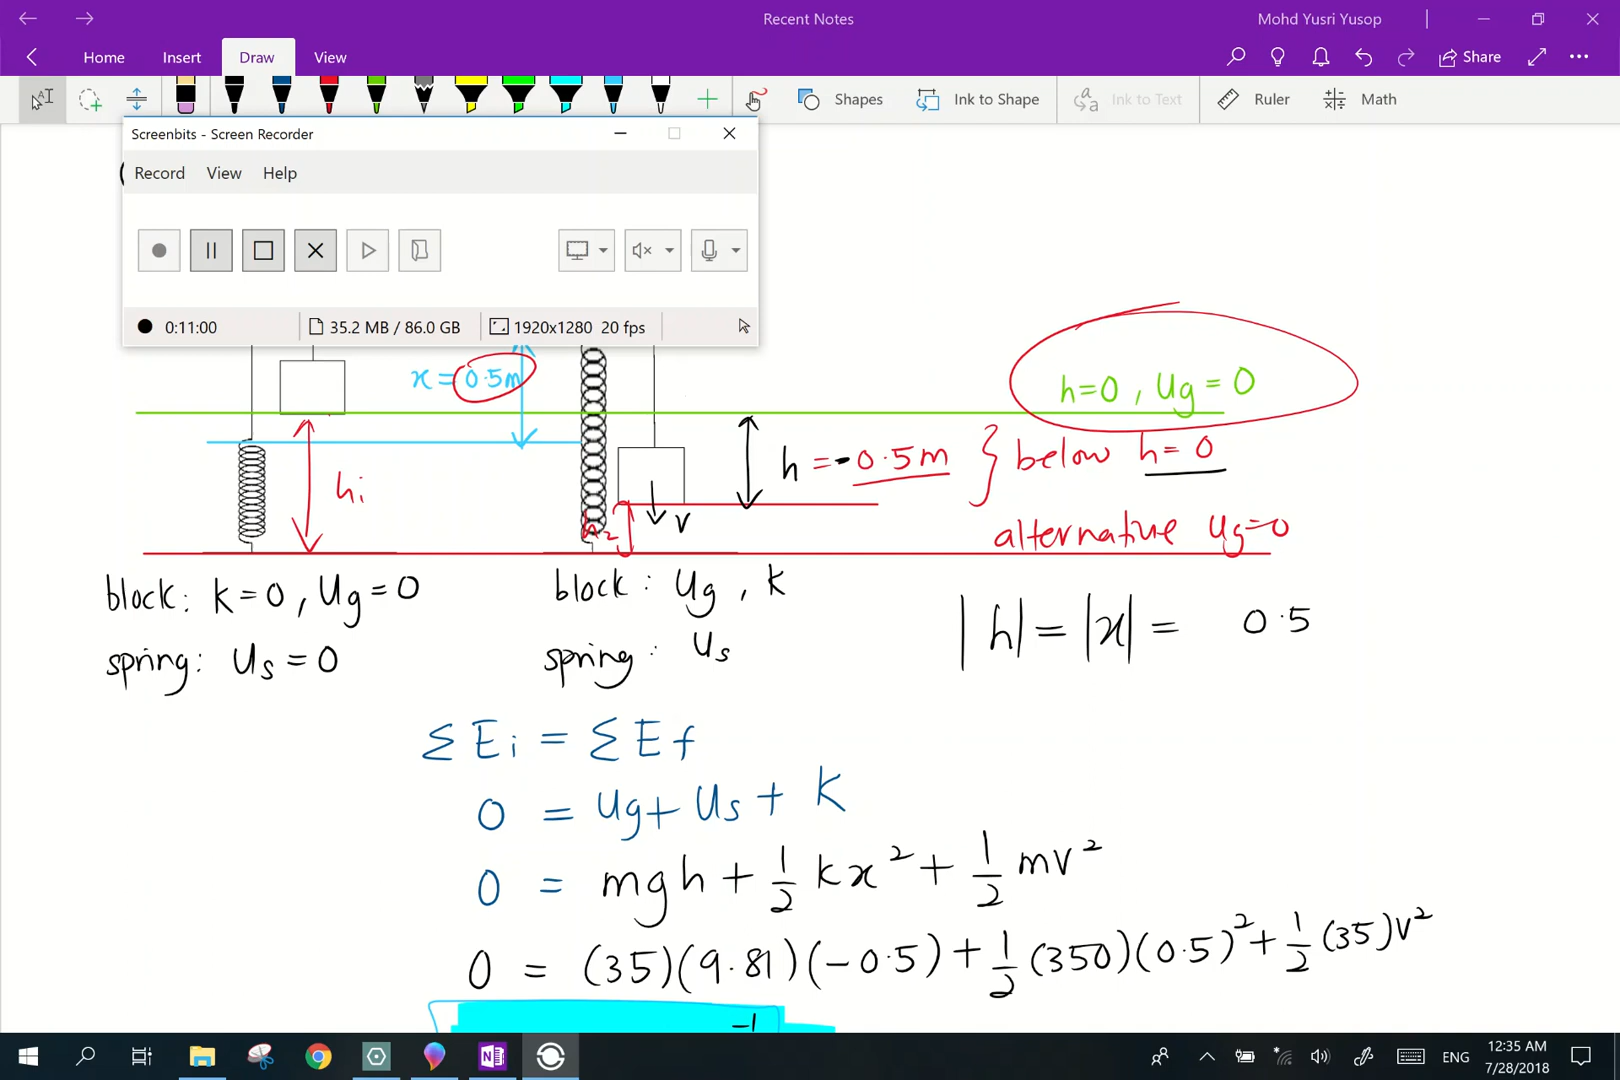 Recent Notes
Mohd Yusri Yusop
Home Insert Draw View
Share
Shapes Ink to Shape Ink to Text Ruler Math
Screenbits - Screen Recorder
Record View Help
0:11:00 35.2 MB / 86.0 GB 1920x1280 20 fps
x = 0.5m
h=0 , Ug = 0
h = -0.5m } below h = 0
hi
h2
v
alternative Ug=0
block: k=0 , Ug = 0
block : Ug , k
|h| = |x| = 0.5
spring: Us = 0
spring: Us
ΣEi = ΣEf
0 = Ug + Us + K
0 = mgh + 1/2 kx² + 1/2 mv²
0 = (35)(9.81)(-0.5) + 1/2 (350)(0.5)² + 1/2 (35)v²
-1
ENG
12:35 AM
7/28/2018